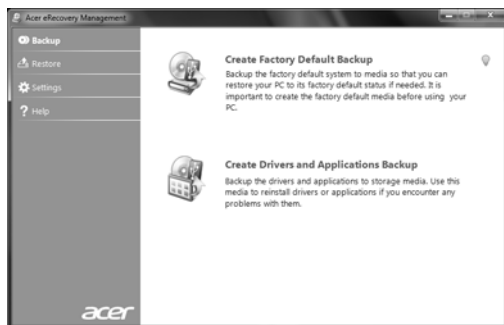 Acer eRecovery Management
Backup
Restore
Settings
Help
Create Factory Default Backup
Backup the factory default system to media so that you can
restore your PC to its factory default status if needed. It is
important to create the factory default media before using your
PC.
Create Drivers and Applications Backup
Backup the drivers and applications to storage media. Use this
media to reinstall drivers or applications if you encounter any
problems with them.
acer